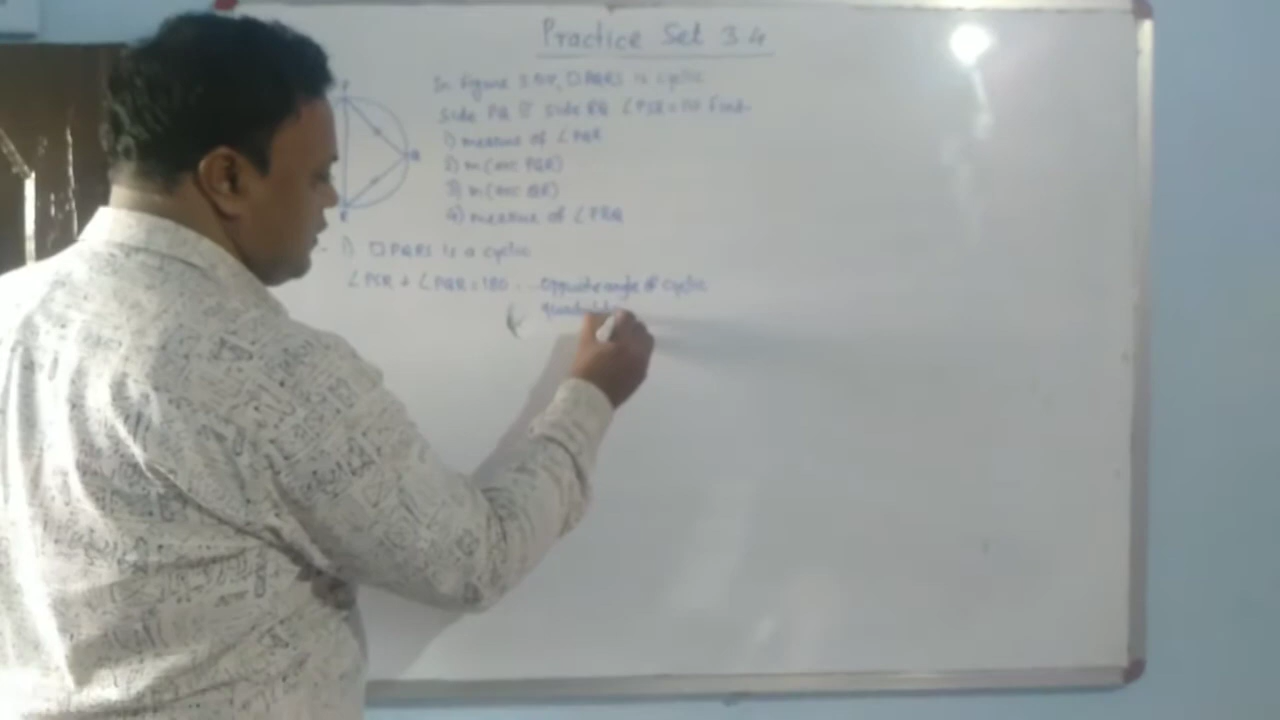 Practice Set 3.4
In figure □PQRS is cyclic
side PQ ≅ side RQ ∠PSR = 110 find
1) measure of ∠PQR
2) m(arc PQR)
3) m(arc QR)
4) measure of ∠PRQ
1) □PQRS is a cyclic
∠PSR + ∠PQR = 180 ... Opposite angle of cyclic